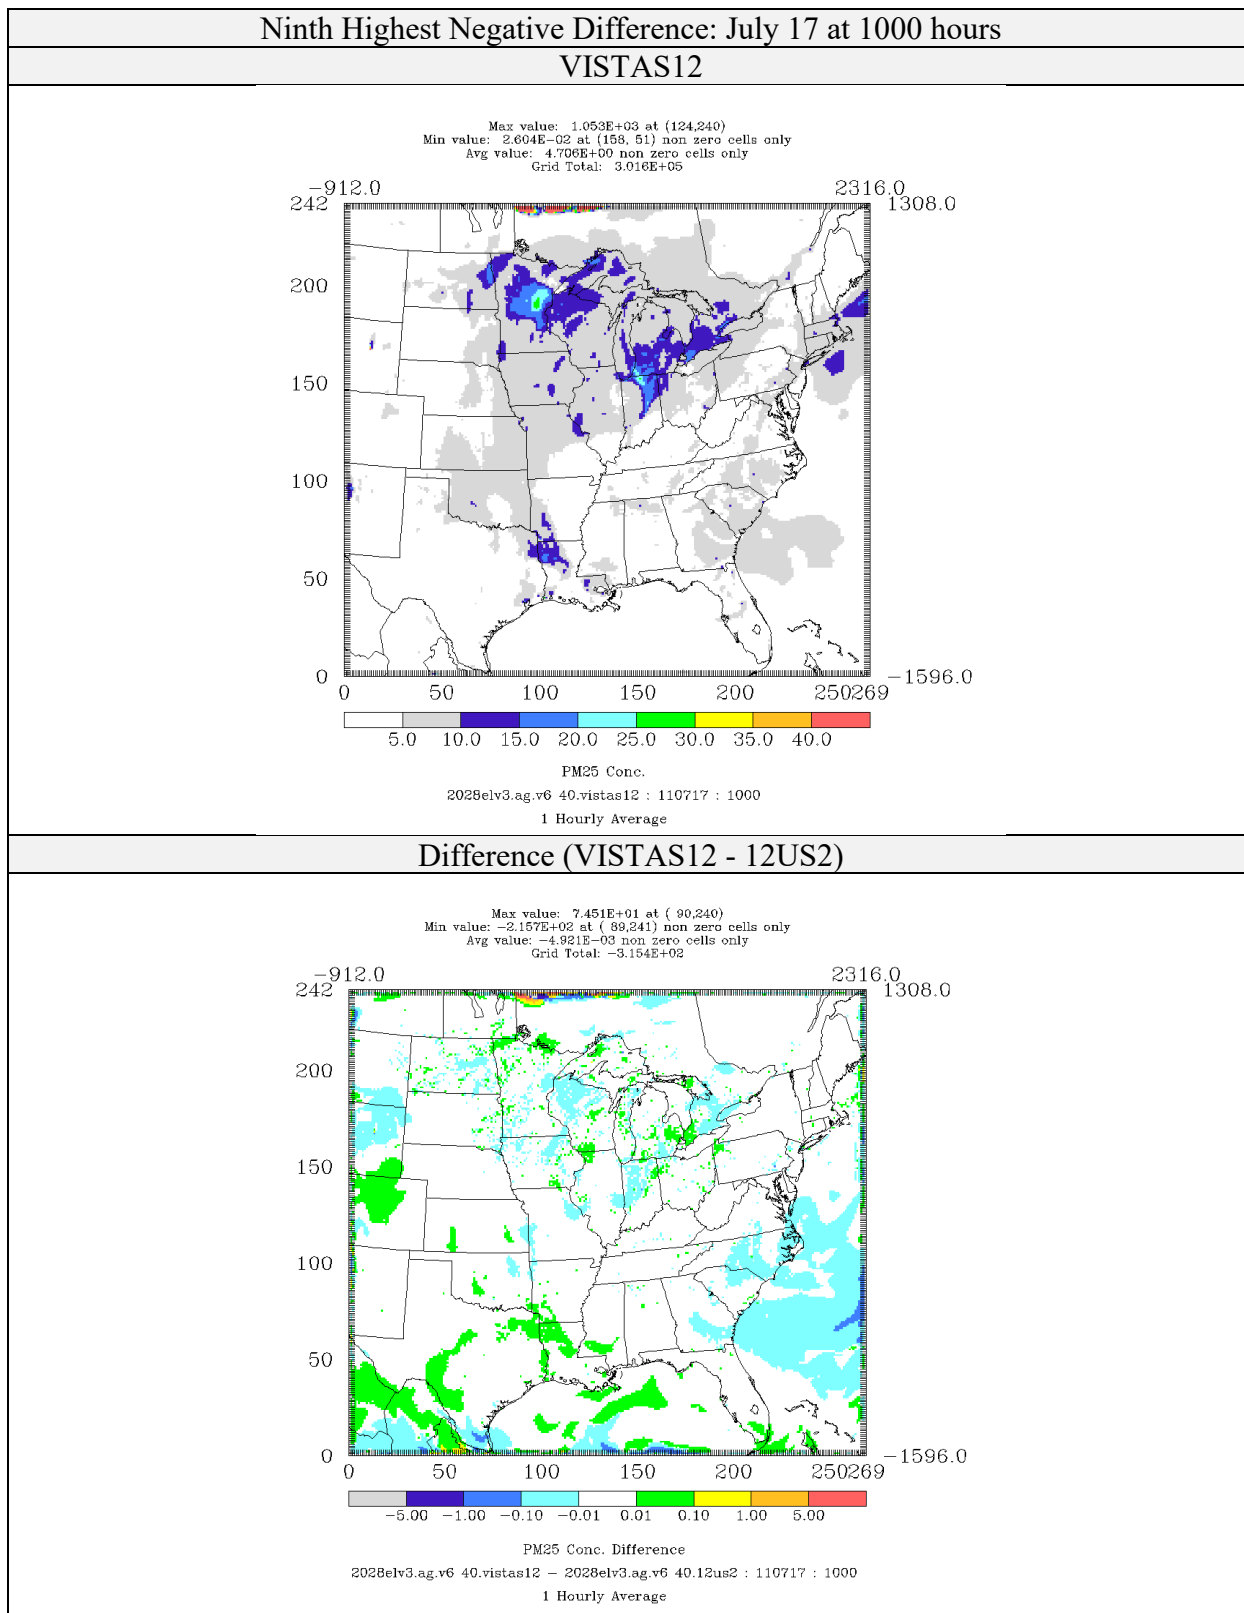 Ninth Highest Negative Difference: July 17 at 1000 hours
VISTAS12
Max value: 1.053E+03 at (124,240)
Min value: 2.604E-02 at (158, 51) non zero cells only
Avg value: 4.706E+00 non zero cells only
Grid Total: 3.016E+05
-912.0 2316.0
242 1308.0
200
150
100
50
0 -1596.0
0 50 100 150 200 250269
5.0 10.0 15.0 20.0 25.0 30.0 35.0 40.0
PM25 Conc.
2028elv3.ag.v6 40.vistas12 : 110717 : 1000
1 Hourly Average
Difference (VISTAS12 - 12US2)
Max value: 7.451E+01 at ( 90,240)
Min value: -2.157E+02 at ( 89,241) non zero cells only
Avg value: -4.921E-03 non zero cells only
Grid Total: -3.154E+02
-912.0 2316.0
242 1308.0
200
150
100
50
0 -1596.0
0 50 100 150 200 250269
-5.00 -1.00 -0.10 -0.01 0.01 0.10 1.00 5.00
PM25 Conc. Difference
2028elv3.ag.v6 40.vistas12 - 2028elv3.ag.v6 40.12us2 : 110717 : 1000
1 Hourly Average